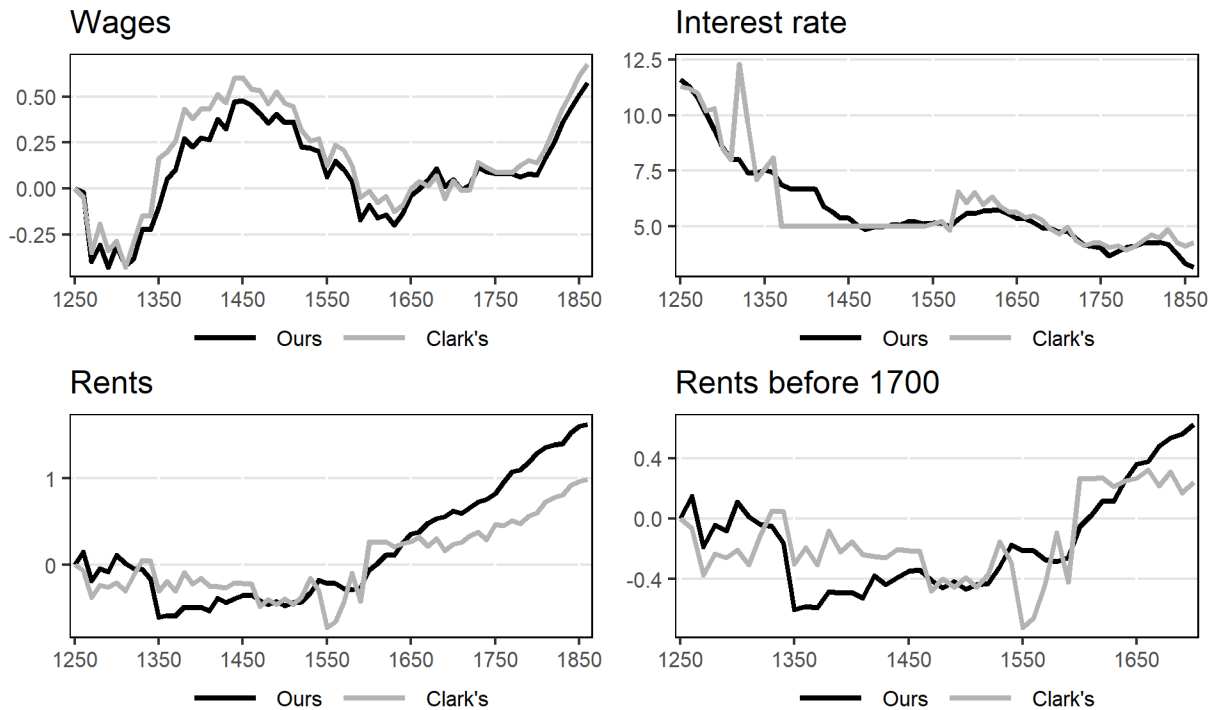 Wages
0.50
0.25
0.00
-0.25
1250 1350 1450 1550 1650 1750 1850
Ours Clark's
Interest rate
12.5
10.0
7.5
5.0
1250 1350 1450 1550 1650 1750 1850
Ours Clark's
Rents
1
0
1250 1350 1450 1550 1650 1750 1850
Ours Clark's
Rents before 1700
0.4
0.0
-0.4
1250 1350 1450 1550 1650
Ours Clark's